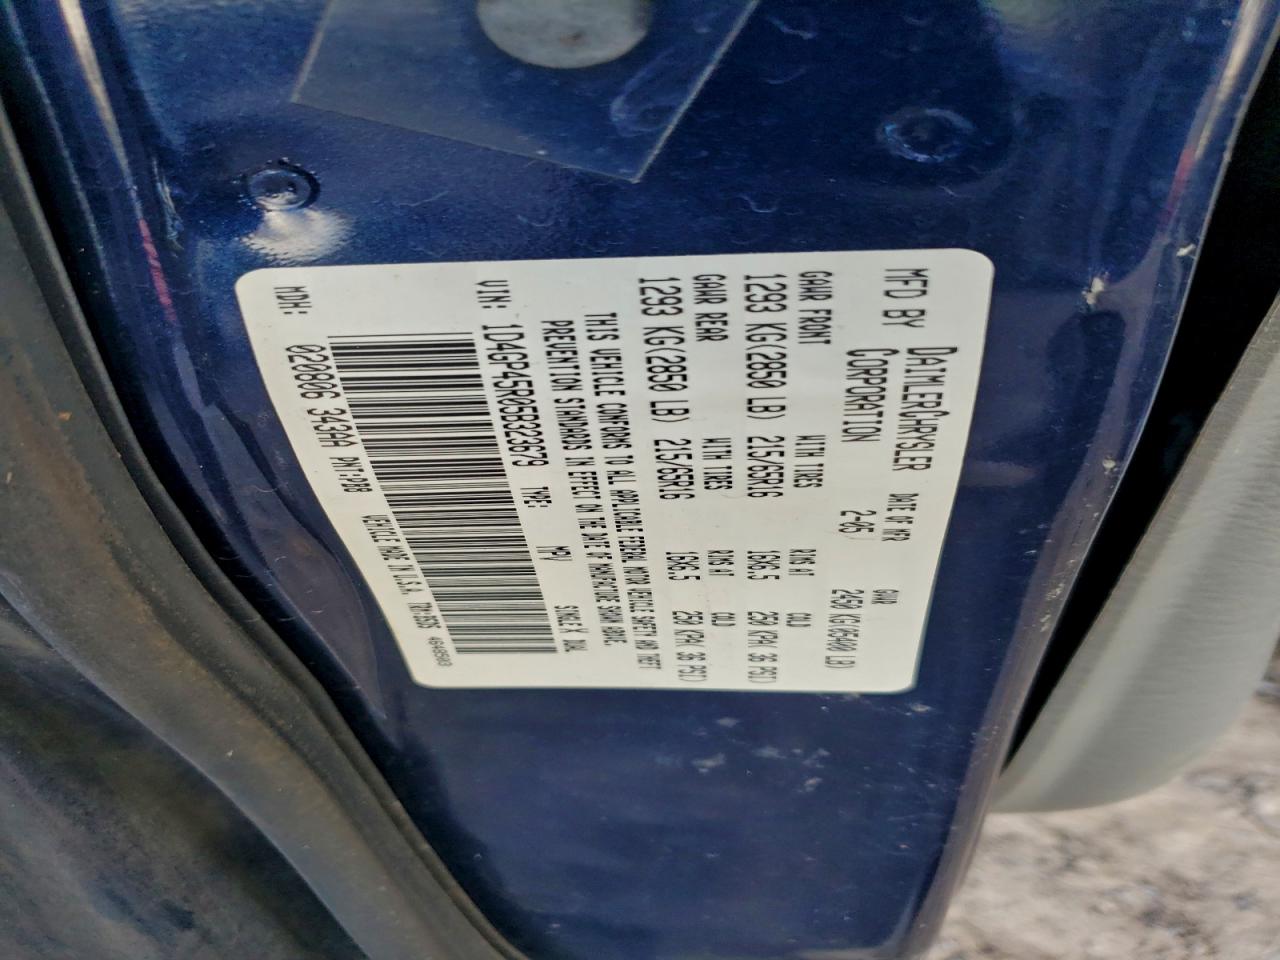 MFD BY DAIMLERCHRYSLER CORPORATION
DATE OF MFR 2-05
GVWR 2450 KG(05400 LB)
GAWR FRONT WITH TIRES RIMS AT COLD
1293 KG(2850 LB) 215/65R16 16X6.5 250 KPA( 36 PSI)
GAWR REAR WITH TIRES RIMS AT COLD
1293 KG(2850 LB) 215/65R16 16X6.5 250 KPA( 36 PSI)
THIS VEHICLE CONFORMS TO ALL APPLICABLE FEDERAL MOTOR VEHICLE SAFETY AND THEFT
PREVENTION STANDARDS IN EFFECT ON THE DATE OF MANUFACTURE SHOWN ABOVE.
VIN: 1D4GP45R05B323679 TYPE: MPV SINGLE X DUAL
MDH: 020806 343AA PNT:PBB VEHICLE MADE IN U.S.A.